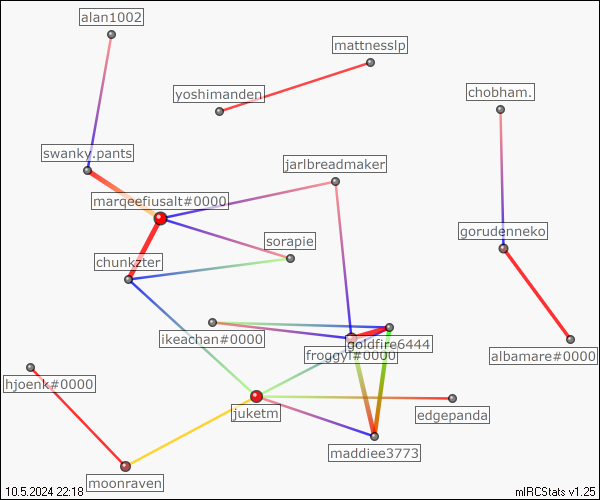 alan1002
mattnesslp
yoshimanden
chobham.
swanky.pants
jarlbreadmaker
marqeefiusalt#0000
gorudenneko
sorapie
chunkzter
ikeachan#0000
goldfire6444
froggyf#0000
albamare#0000
hjoenk#0000
juketm
edgepanda
maddiee3773
moonraven
10.5.2024 22:18
mIRCStats v1.25